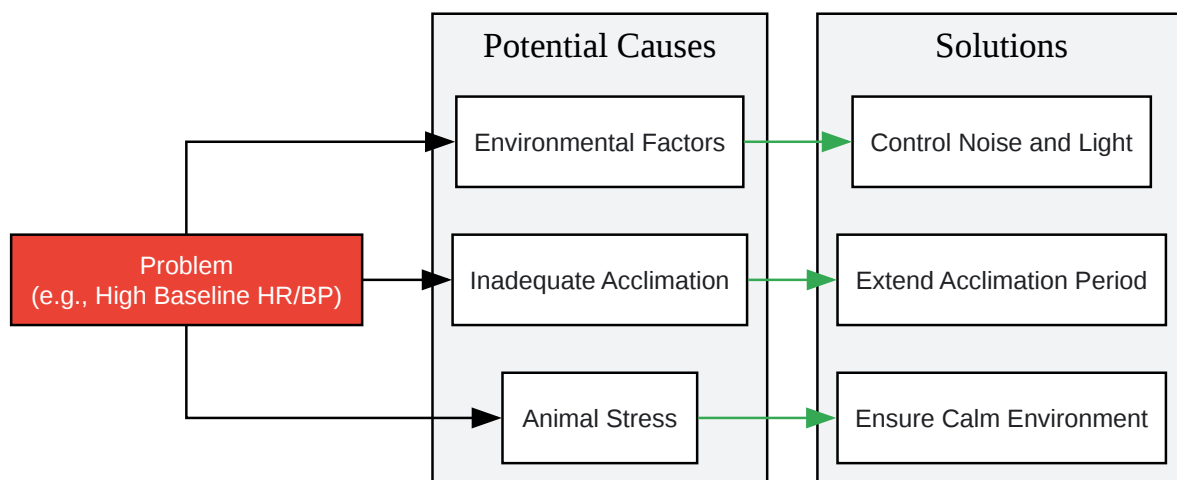 Potential Causes
Solutions
Environmental Factors
Control Noise and Light
Problem
(e.g., High Baseline HR/BP)
Inadequate Acclimation
Extend Acclimation Period
Animal Stress
Ensure Calm Environment